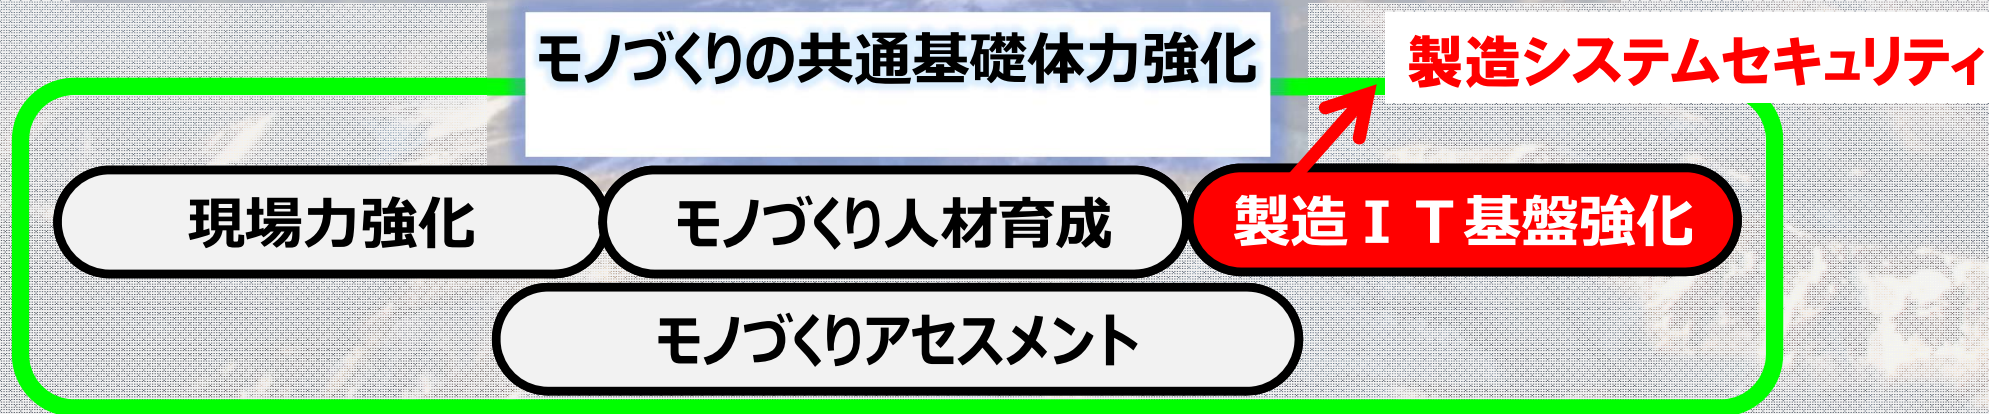 モノづくりの共通基礎体力強化
製造システムセキュリティ
現場力強化
モノづくり人材育成
製造ＩＴ基盤強化
モノづくりアセスメント